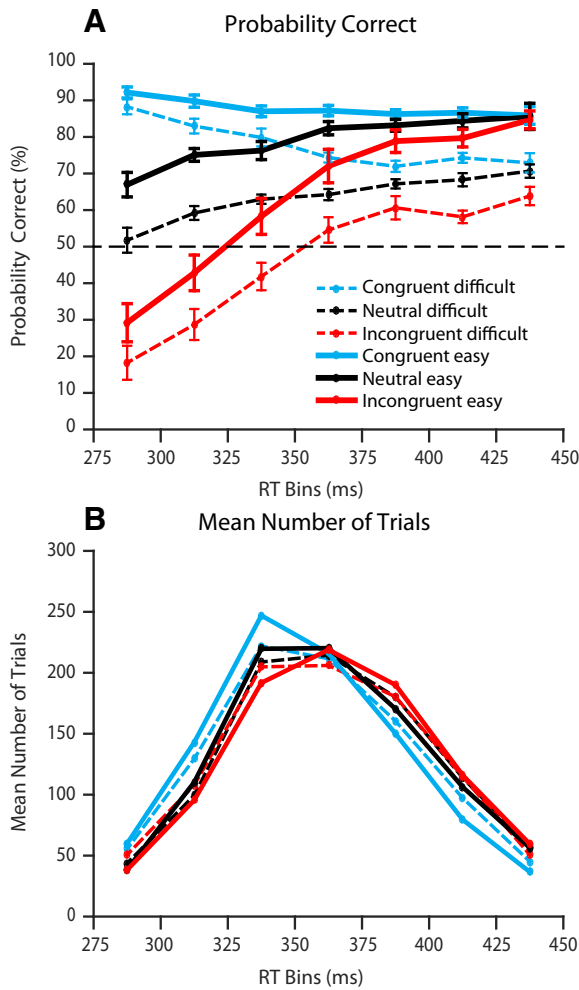 A Probability Correct
100
90
80
70
60
50
40
30
20
10
0
Probability Correct (%)
Congruent difficult
Neutral difficult
Incongruent difficult
Congruent easy
Neutral easy
Incongruent easy
275 300 325 350 375 400 425 450
RT Bins (ms)
B Mean Number of Trials
300
250
200
150
100
50
0
Mean Number of Trials
275 300 325 350 375 400 425 450
RT Bins (ms)